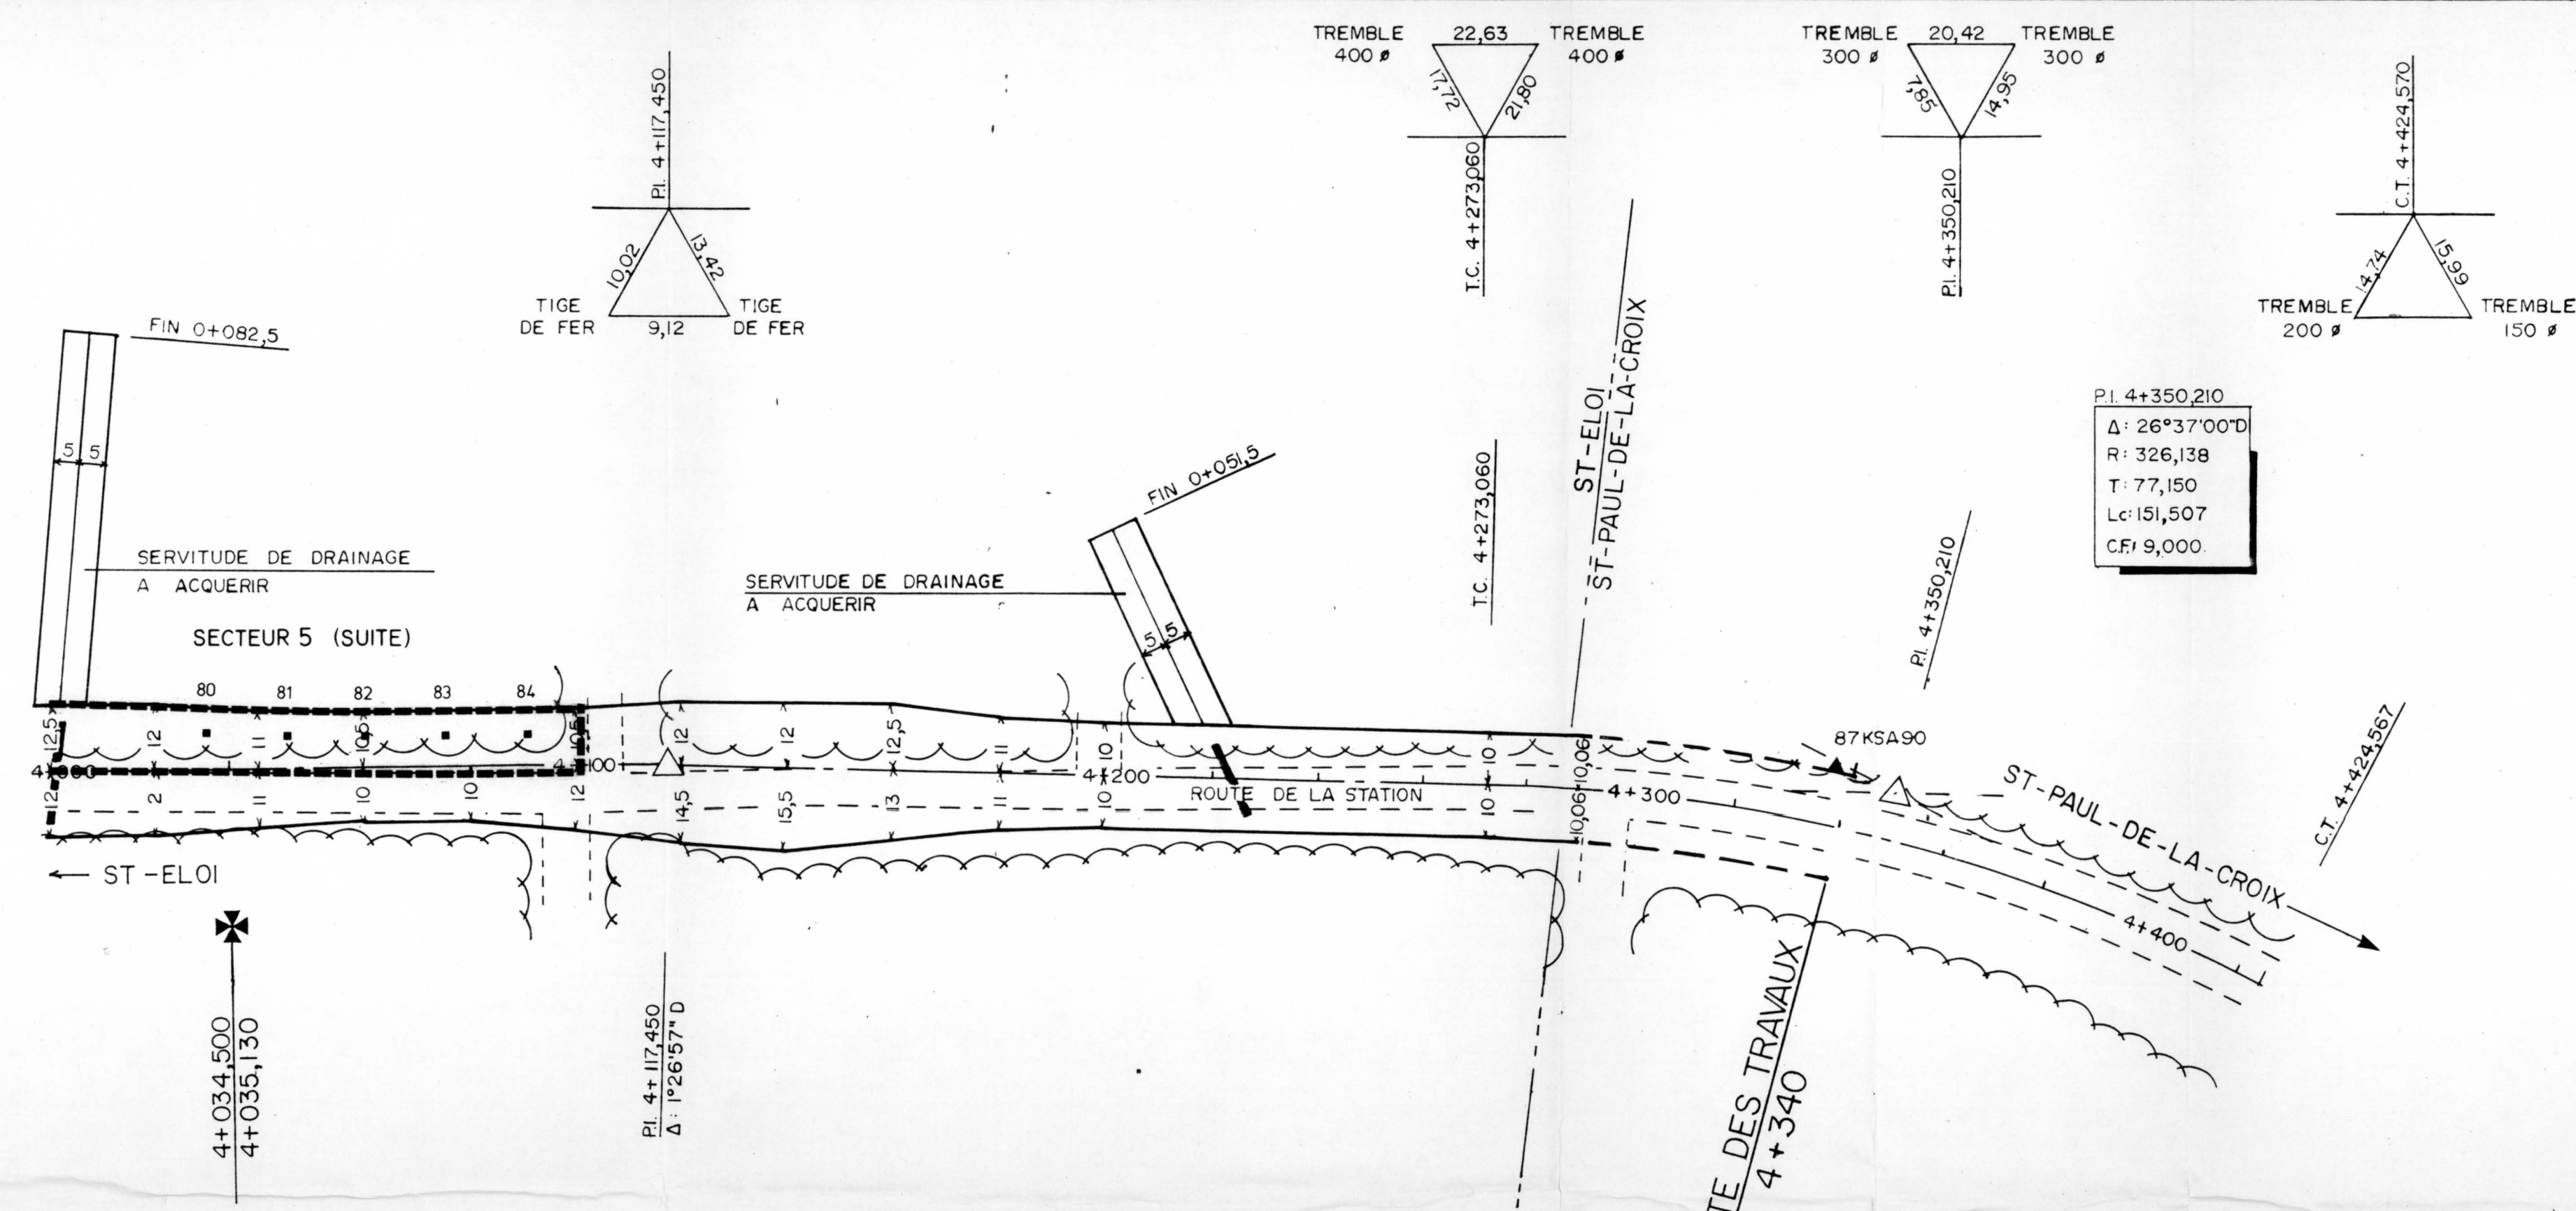 TREMBLE
400 ø
22,63
TREMBLE
400 ø
17,72
21,80
T.C. 4+273,060
TREMBLE
300 ø
20,42
TREMBLE
300 ø
7,85
14,95
P.I. 4+350,210
C.T. 4+424,570
14,74
15,99
TREMBLE
200 ø
TREMBLE
150 ø
P.I. 4+117,450
10,02
13,42
TIGE
DE FER
9,12
TIGE
DE FER
FIN 0+082,5
5 5
SERVITUDE DE DRAINAGE
A ACQUERIR
SECTEUR 5 (SUITE)
FIN 0+051,5
SERVITUDE DE DRAINAGE
A ACQUERIR
5 5
T.C. 4+273,060
ST-ELOI
ST-PAUL-DE-LA-CROIX
P.I. 4+350,210
Δ: 26°37'00"D
R: 326,138
T: 77,150
Lc: 151,507
C.F.: 9,000
P.I. 4+350,210
C.T. 4+424,567
80 81 82 83 84
12,5 12 11 10,5 10,5 12 12 12,5 11 10 10 10,06
4+000 4+100 4+200 4+300 4+400
ROUTE DE LA STATION
12 2 11 10 10 12 14,5 15,5 13 11 10 10 10,06
87KSA90
ST-PAUL-DE-LA-CROIX
ST-ELOI
4+034,500
4+035,130
P.I. 4+117,450
Δ: 1°26'57" D
TE DES TRAVAUX
4+340